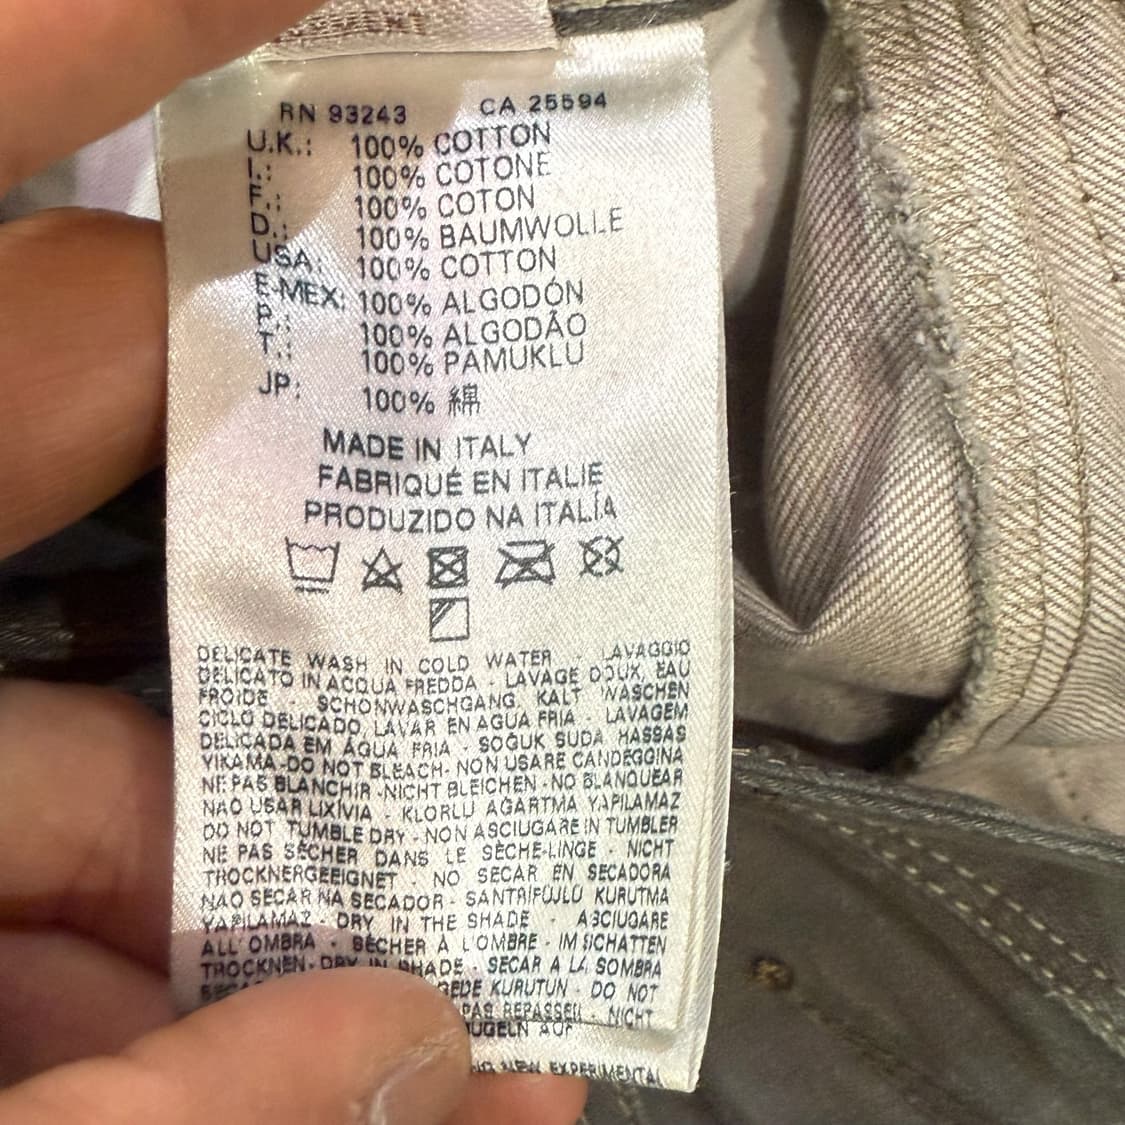 RN 93243 CA 25594
U.K.: 100% COTTON
I.: 100% COTONE
F.: 100% COTON
D.: 100% BAUMWOLLE
USA: 100% COTTON
E-MEX: 100% ALGODÓN
P.: 100% ALGODÃO
T.: 100% PAMUKLU
JP: 100% 綿
MADE IN ITALY
FABRIQUÉ EN ITALIE
PRODUZIDO NA ITALÍA
DELICATE WASH IN COLD WATER - LAVAGGIO
DELICATO IN ACQUA FREDDA - LAVAGE DOUX, EAU
FROIDE - SCHONWASCHGANG, KALT WASCHEN
CICLO DELICADO, LAVAR EN AGUA FRIA - LAVAGEM
DELICADA EM ÁGUA FRIA - SOĞUK SUDA HASSAS
YIKAMA-DO NOT BLEACH- NON USARE CANDEGGINA
NE PAS BLANCHIR -NICHT BLEICHEN -NO BLANQUEAR
NAO USAR LIXÍVIA - KLORLU AĞARTMA YAPILAMAZ
DO NOT TUMBLE DRY - NON ASCIUGARE IN TUMBLER
NE PAS SÉCHER DANS LE SÈCHE-LINGE - NICHT
TROCKNERGEEIGNET - NO SECAR EN SECADORA
NAO SECAR NA SECADOR - SANTRIFÜJLÜ KURUTMA
YAPILAMAZ - DRY IN THE SHADE - ASCIUGARE
ALL'OMBRA - SÉCHER À L'OMBRE - IM SCHATTEN
TROCKNEN - DRY IN SHADE - SECAR A LA SOMBRA
KURUTUN - DO NOT
PAS REPASSER - NICHT
NEW EXPERIMENTAL